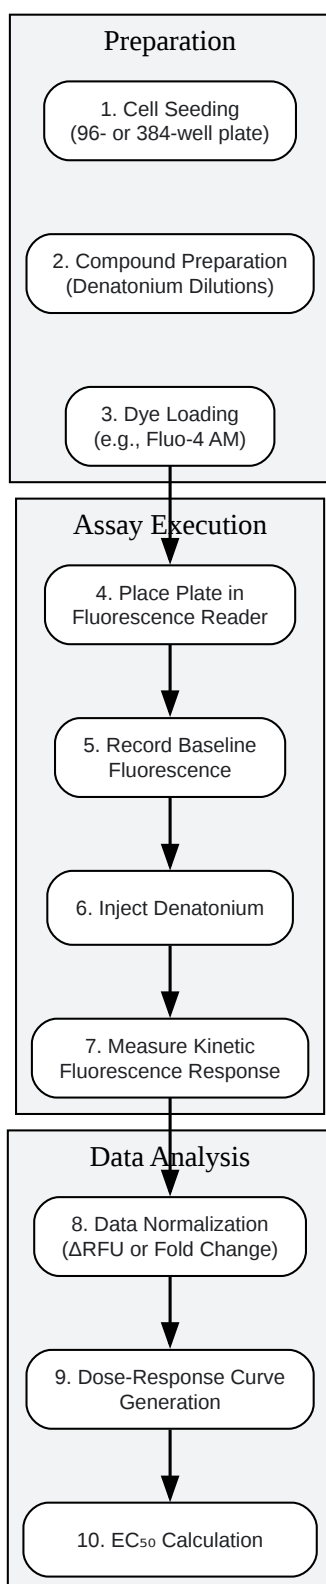 Preparation
1. Cell Seeding
(96- or 384-well plate)
2. Compound Preparation
(Denatonium Dilutions)
3. Dye Loading
(e.g., Fluo-4 AM)
Assay Execution
4. Place Plate in
Fluorescence Reader
5. Record Baseline
Fluorescence
6. Inject Denatonium
7. Measure Kinetic
Fluorescence Response
Data Analysis
8. Data Normalization
(ΔRFU or Fold Change)
9. Dose-Response Curve
Generation
10. EC₅₀ Calculation